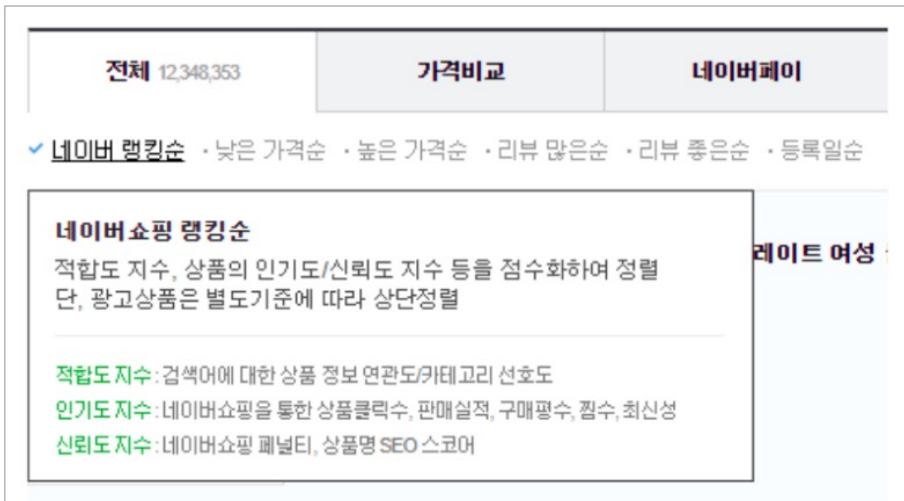 전체 12,348,353 가격비교 네이버페이
✓ 네이버 랭킹순 · 낮은 가격순 · 높은 가격순 · 리뷰 많은순 · 리뷰 좋은순 · 등록일순
네이버쇼핑 랭킹순
적합도 지수, 상품의 인기도/신뢰도 지수 등을 점수화하여 정렬
단, 광고상품은 별도기준에 따라 상단정렬
레이트 여성
적합도 지수 : 검색어에 대한 상품 정보 연관도/카테고리 선호도
인기도 지수 : 네이버쇼핑을 통한 상품클릭수, 판매실적, 구매평수, 찜수, 최신성
신뢰도 지수 : 네이버쇼핑 페널티, 상품명 SEO 스코어